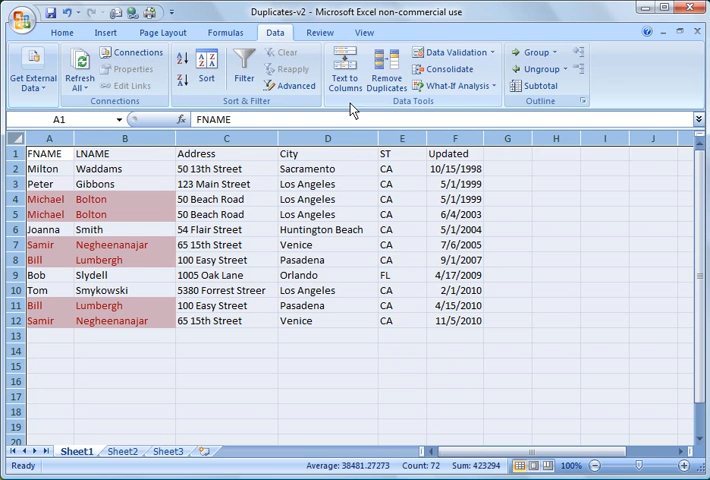 Duplicates-v2 - Microsoft Excel non-commercial use
Home Insert Page Layout Formulas Data Review View
Get External Data
Refresh All
Connections
Properties
Edit Links
Connections
Sort
Filter
Clear
Reapply
Advanced
Sort & Filter
Text to Columns
Remove Duplicates
Data Validation
Consolidate
What-If Analysis
Data Tools
Group
Ungroup
Subtotal
Outline
A1 fx FNAME
A B C D E F G H I J K
1 FNAME LNAME Address City ST Updated
2 Milton Waddams 50 13th Street Sacramento CA 10/15/1998
3 Peter Gibbons 123 Main Street Los Angeles CA 5/1/1999
4 Michael Bolton 50 Beach Road Los Angeles CA 5/1/1999
5 Michael Bolton 50 Beach Road Los Angeles CA 6/4/2003
6 Joanna Smith 54 Flair Street Huntington Beach CA 5/1/2004
7 Samir Negheenanajar 65 15th Street Venice CA 7/6/2005
8 Bill Lumbergh 100 Easy Street Pasadena CA 9/1/2007
9 Bob Slydell 1005 Oak Lane Orlando FL 4/17/2009
10 Tom Smykowski 5380 Forrest Streer Los Angeles CA 2/1/2010
11 Bill Lumbergh 100 Easy Street Pasadena CA 4/15/2010
12 Samir Negheenanajar 65 15th Street Venice CA 11/5/2010
13
14
15
16
17
18
19
20
Sheet1 Sheet2 Sheet3
Ready Average: 38481.27273 Count: 72 Sum: 423294 100%